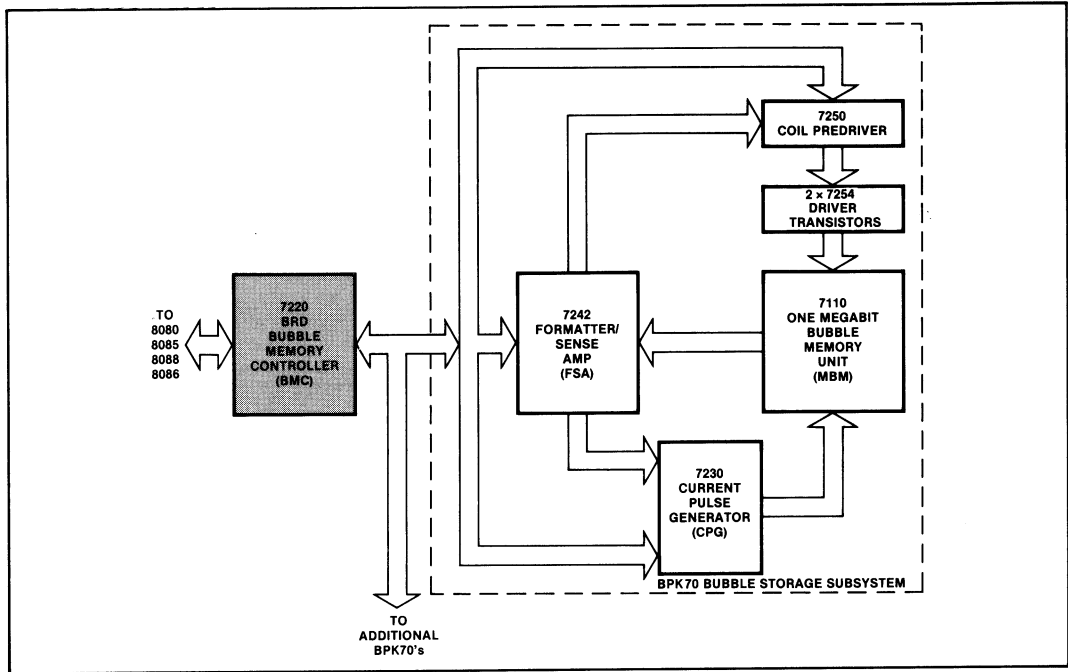 7250
COIL PREDRIVER
2 x 7254
DRIVER
TRANSISTORS
TO
8080
8085
8088
8086
7220
BRD
BUBBLE
MEMORY
CONTROLLER
(BMC)
7242
FORMATTER/
SENSE
AMP
(FSA)
7110
ONE MEGABIT
BUBBLE
MEMORY
UNIT
(MBM)
7230
CURRENT
PULSE
GENERATOR
(CPG)
BPK70 BUBBLE STORAGE SUBSYSTEM
TO
ADDITIONAL
BPK70's